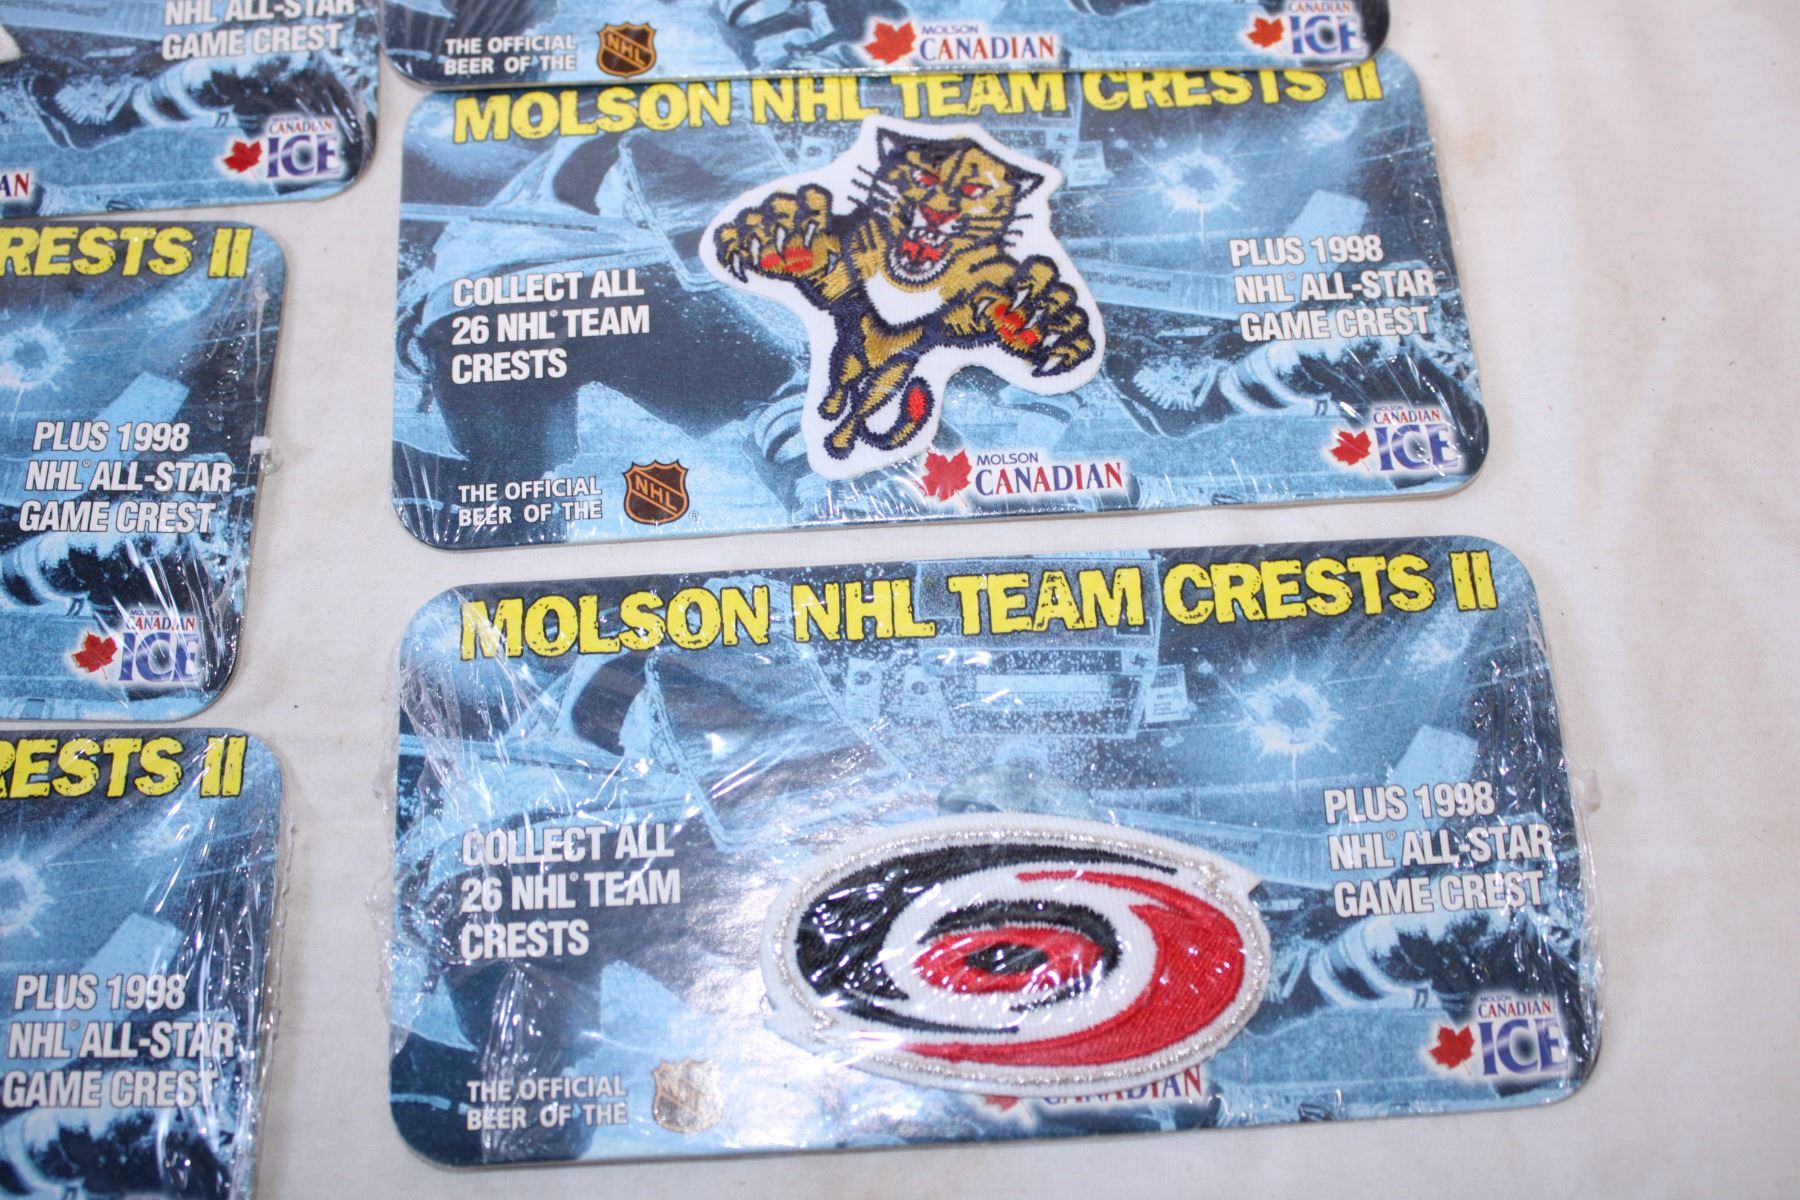 NHL ALL-STAR
GAME CREST
MOLSON
CANADIAN
ICE
AN
THE OFFICIAL
BEER OF THE
NHL
MOLSON
CANADIAN
CANADIAN
ICE
MOLSON NHL TEAM CRESTS II
COLLECT ALL
26 NHL® TEAM
CRESTS
PLUS 1998
NHL® ALL-STAR
GAME CREST
THE OFFICIAL
BEER OF THE
NHL
®
MOLSON
CANADIAN
MOLSON
CANADIAN
ICE
RESTS II
PLUS 1998
NHL® ALL-STAR
GAME CREST
MOLSON
CANADIAN
ICE
MOLSON NHL TEAM CRESTS II
COLLECT ALL
26 NHL® TEAM
CRESTS
PLUS 1998
NHL® ALL-STAR
GAME CREST
THE OFFICIAL
BEER OF THE
CANADIAN
MOLSON
CANADIAN
ICE
RESTS II
PLUS 1998
NHL® ALL-STAR
GAME CREST